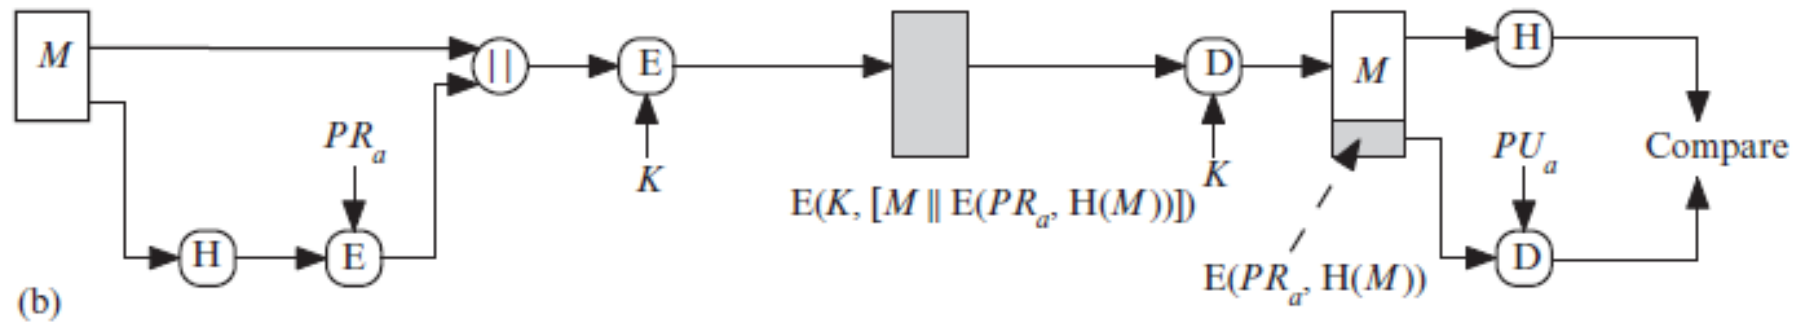 M
||
E
D
M
H
PR_a
K
K
PU_a
Compare
E(K, [M || E(PR_a, H(M))])
H
E
D
E(PR_a, H(M))
(b)